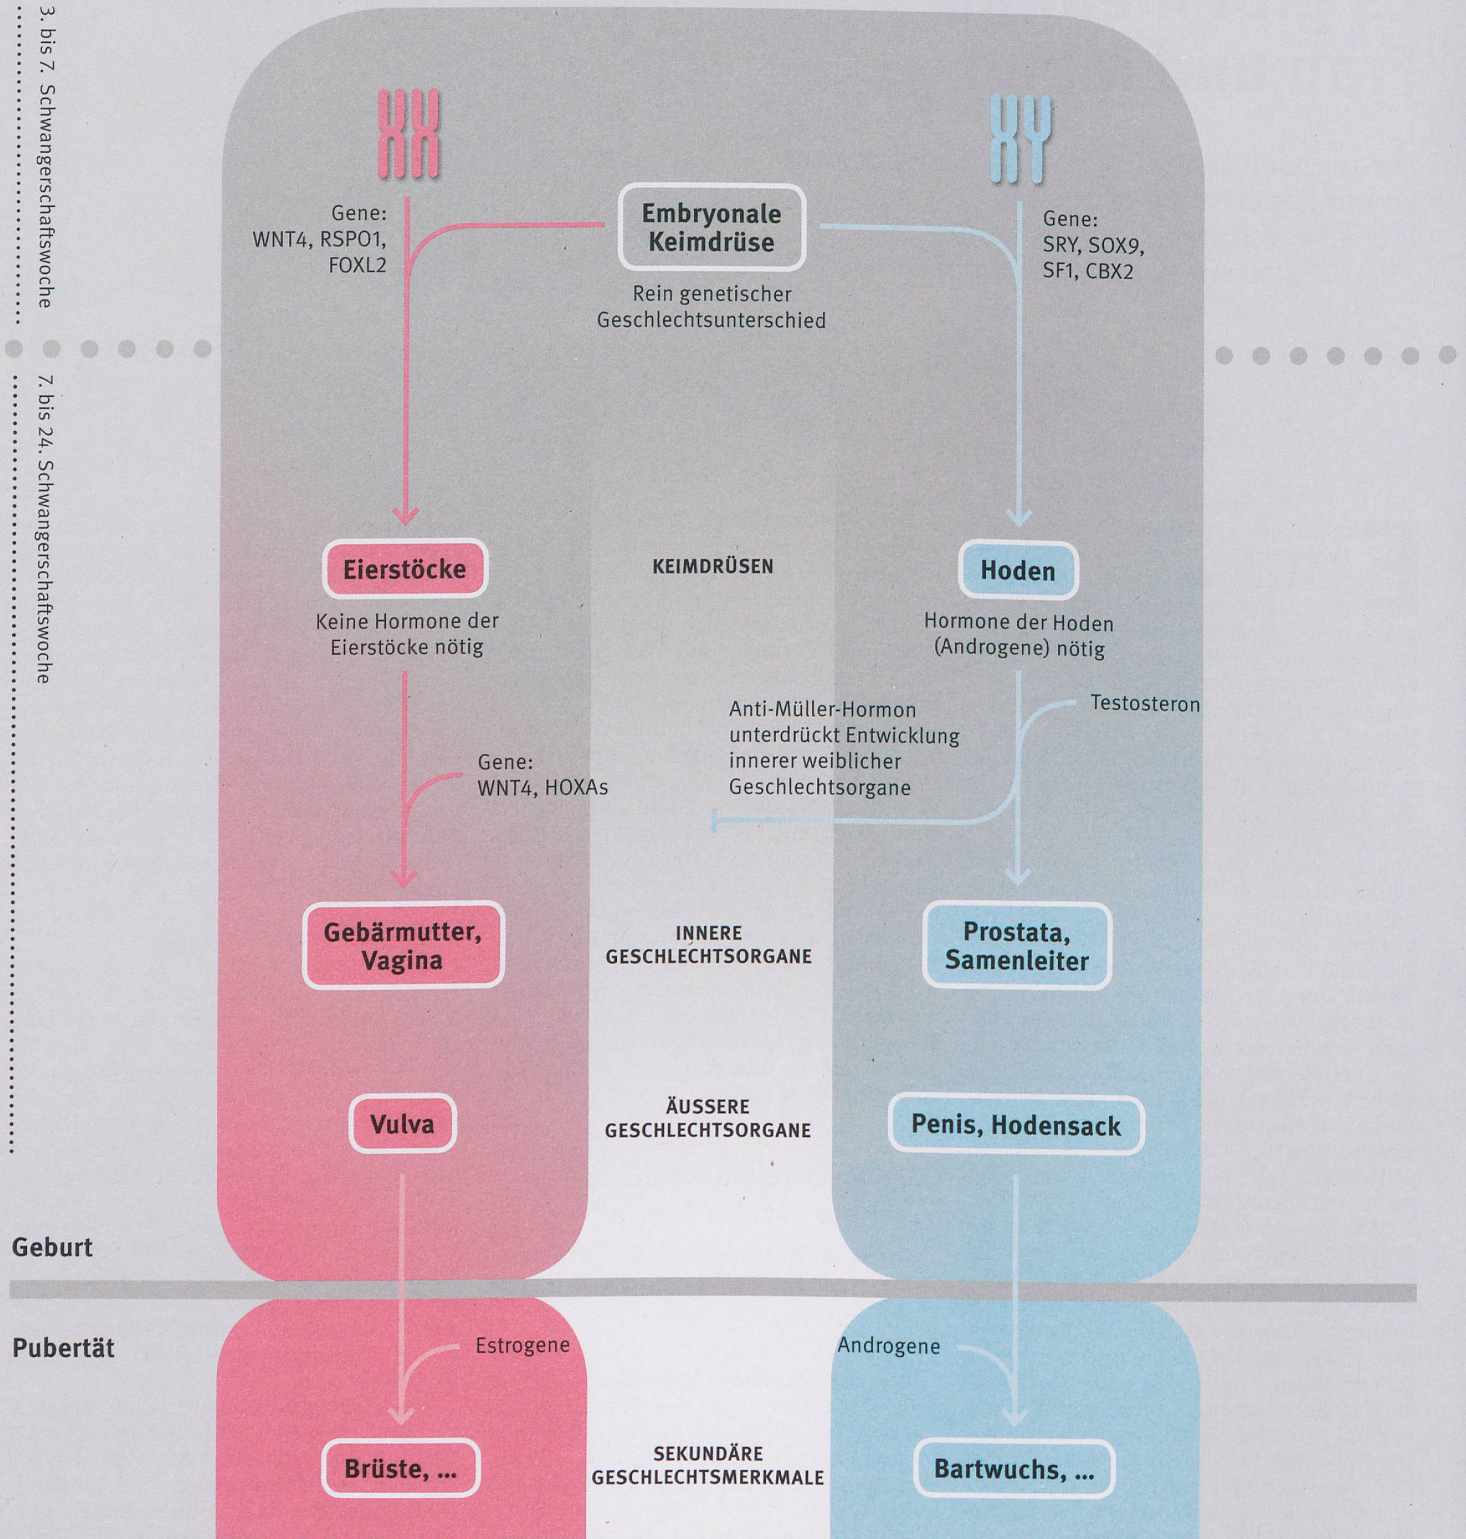 3. bis 7. Schwangerschaftswoche
Gene:
WNT4, RSPO1,
FOXL2
Embryonale
Keimdrüse
Rein genetischer
Geschlechtsunterschied
Gene:
SRY, SOX9,
SF1, CBX2
7. bis 24. Schwangerschaftswoche
Eierstöcke
KEIMDRÜSEN
Hoden
Keine Hormone der
Eierstöcke nötig
Hormone der Hoden
(Androgene) nötig
Testosteron
Anti-Müller-Hormon
unterdrückt Entwicklung
innerer weiblicher
Geschlechtsorgane
Gene:
WNT4, HOXAs
Gebärmutter,
Vagina
INNERE
GESCHLECHTSORGANE
Prostata,
Samenleiter
Vulva
ÄUSSERE
GESCHLECHTSORGANE
Penis, Hodensack
Geburt
Pubertät
Estrogene
Androgene
Brüste, ...
SEKUNDÄRE
GESCHLECHTSMERKMALE
Bartwuchs, ...